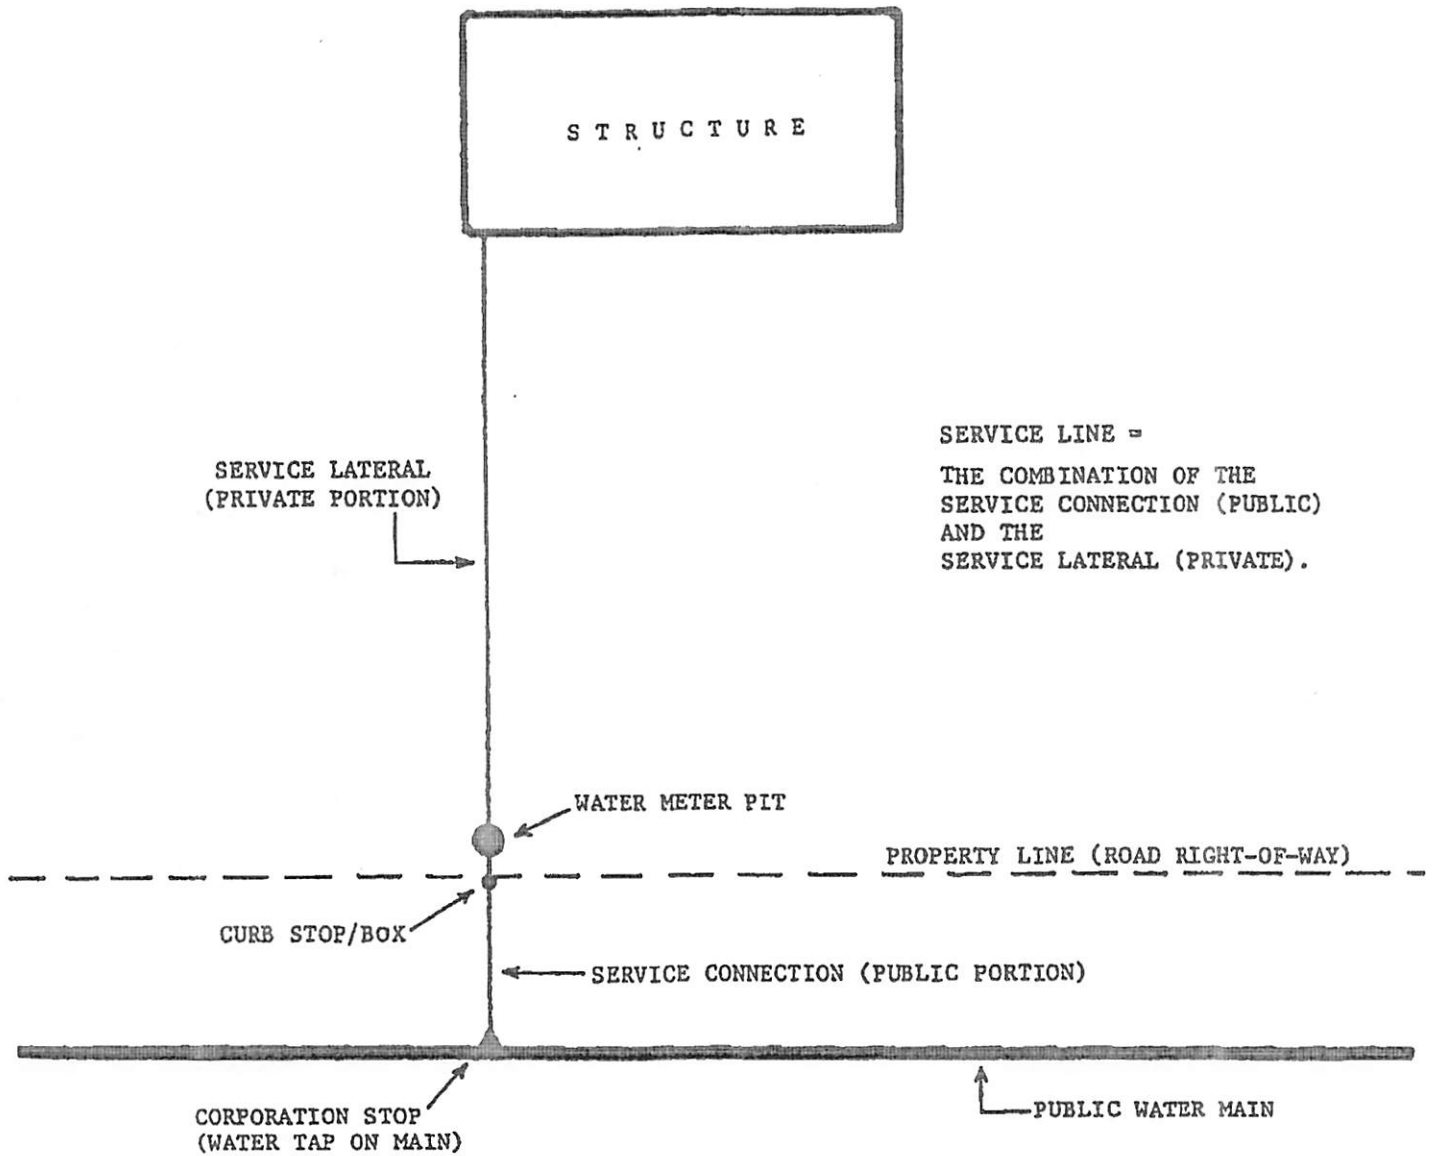 STRUCTURE
SERVICE LINE =
THE COMBINATION OF THE
SERVICE CONNECTION (PUBLIC)
AND THE
SERVICE LATERAL (PRIVATE).
SERVICE LATERAL
(PRIVATE PORTION)
WATER METER PIT
PROPERTY LINE (ROAD RIGHT-OF-WAY)
CURB STOP/BOX
SERVICE CONNECTION (PUBLIC PORTION)
CORPORATION STOP
(WATER TAP ON MAIN)
PUBLIC WATER MAIN